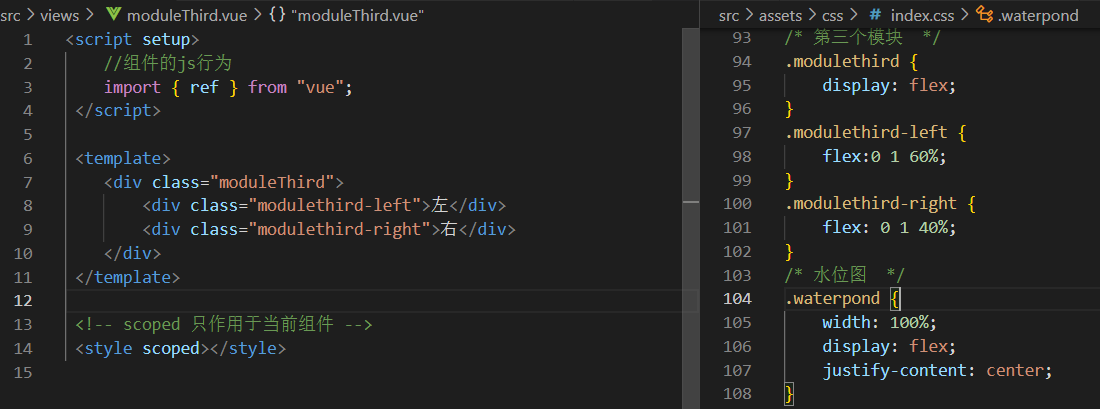 src > views > moduleThird.vue > {} "moduleThird.vue"
1 <script setup>
2 //组件的js行为
3 import { ref } from "vue";
4 </script>
5
6 <template>
7 <div class="moduleThird">
8 <div class="modulethird-left">左</div>
9 <div class="modulethird-right">右</div>
10 </div>
11 </template>
12
13 <!-- scoped 只作用于当前组件 -->
14 <style scoped></style>
15
src > assets > css > # index.css > .waterpond
93 /* 第三个模块 */
94 .modulethird {
95 display: flex;
96 }
97 .modulethird-left {
98 flex:0 1 60%;
99 }
100 .modulethird-right {
101 flex: 0 1 40%;
102 }
103 /* 水位图 */
104 .waterpond {
105 width: 100%;
106 display: flex;
107 justify-content: center;
108 }